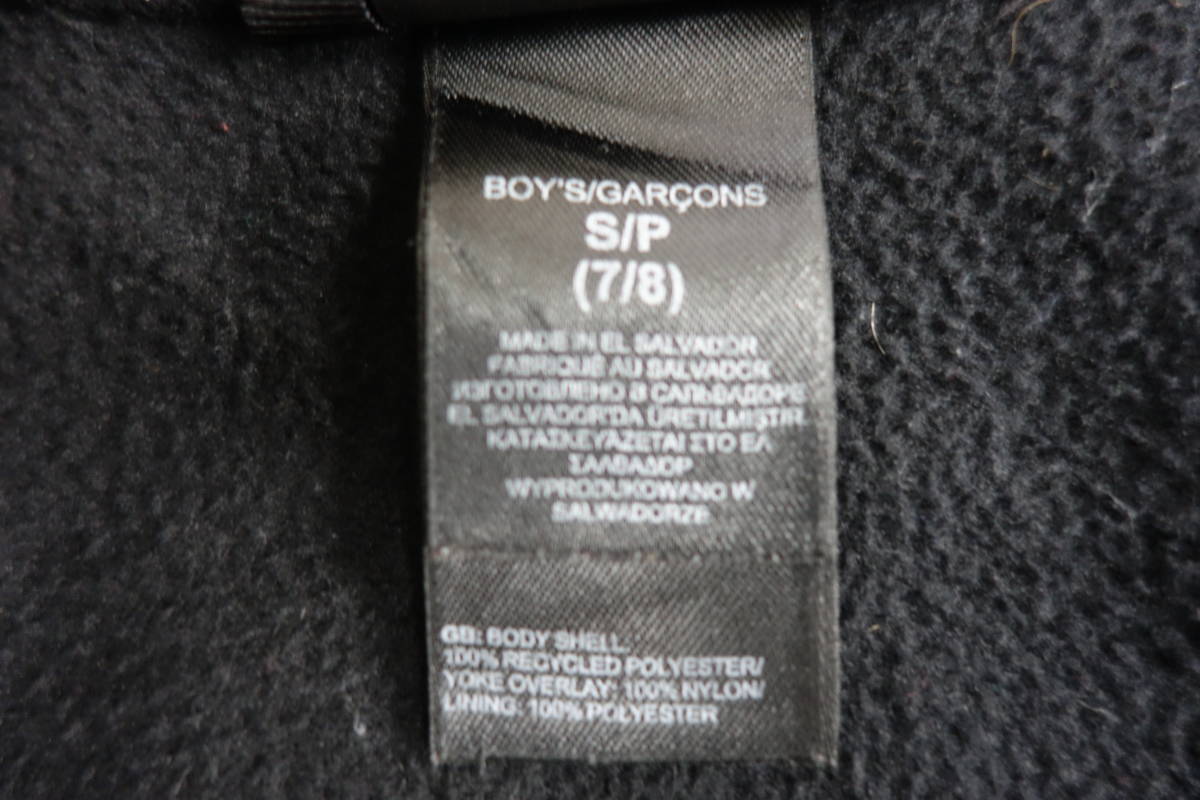 BOY'S/GARÇONS
S/P
(7/8)
MADE IN EL SALVADOR
FABRIQUÉ AU SALVADOR
ИЗГОТОВЛЕНО В САЛЬВАДОРЕ
EL SALVADOR'DA ÜRETILMIŞTIR.
ΚΑΤΑΣΚΕΥΑΖΕΤΑΙ ΣΤΟ ΕΛ
ΣΑΛΒΑΔΟΡ
WYPRODUKOWANO W
SALWADORZE
GB: BODY SHELL:
100% RECYCLED POLYESTER/
YOKE OVERLAY: 100% NYLON/
LINING: 100% POLYESTER